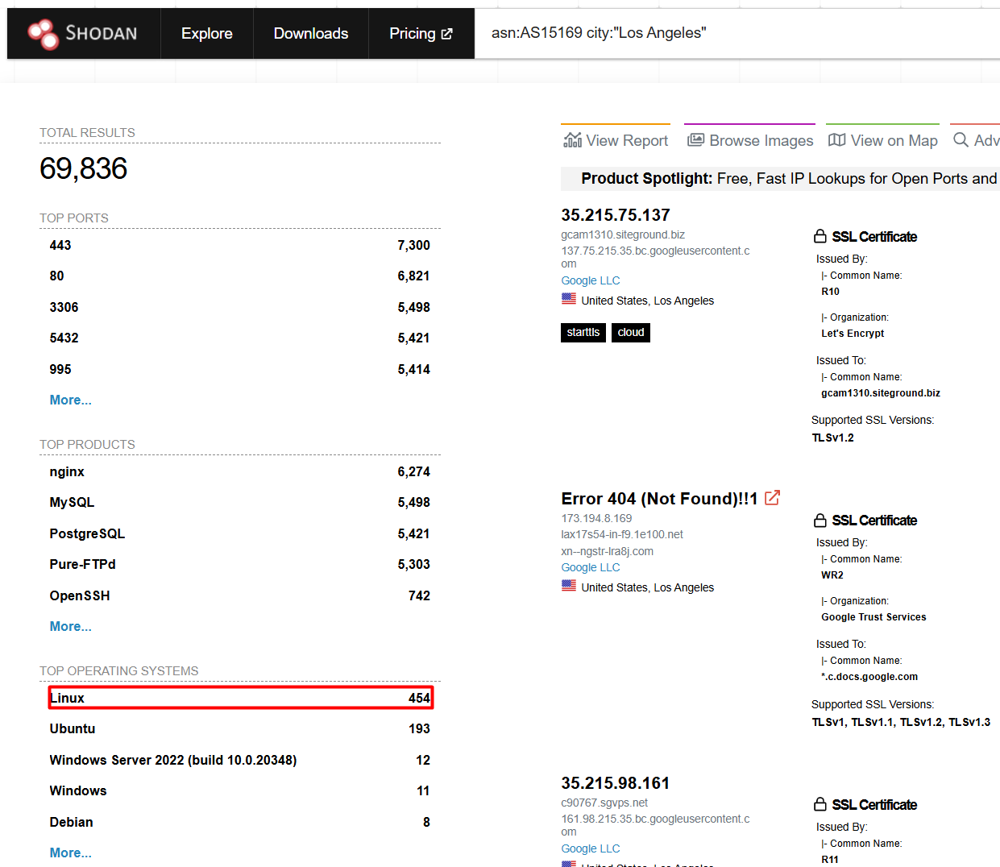 SHODAN
Explore
Downloads
Pricing
asn:AS15169 city:"Los Angeles"
TOTAL RESULTS
69,836
TOP PORTS
443 7,300
80 6,821
3306 5,498
5432 5,421
995 5,414
More...
TOP PRODUCTS
nginx 6,274
MySQL 5,498
PostgreSQL 5,421
Pure-FTPd 5,303
OpenSSH 742
More...
TOP OPERATING SYSTEMS
Linux 454
Ubuntu 193
Windows Server 2022 (build 10.0.20348) 12
Windows 11
Debian 8
More...
View Report
Browse Images
View on Map
Adv
Product Spotlight: Free, Fast IP Lookups for Open Ports and
35.215.75.137
gcam1310.siteground.biz
137.75.215.35.bc.googleusercontent.c
om
Google LLC
United States, Los Angeles
starttls
cloud
SSL Certificate
Issued By:
|- Common Name:
R10
|- Organization:
Let's Encrypt
Issued To:
|- Common Name:
gcam1310.siteground.biz
Supported SSL Versions:
TLSv1.2
Error 404 (Not Found)!!1
173.194.8.169
lax17s54-in-f9.1e100.net
xn--ngstr-lra8j.com
Google LLC
United States, Los Angeles
SSL Certificate
Issued By:
|- Common Name:
WR2
|- Organization:
Google Trust Services
Issued To:
|- Common Name:
*.c.docs.google.com
Supported SSL Versions:
TLSv1, TLSv1.1, TLSv1.2, TLSv1.3
35.215.98.161
c90767.sgvps.net
161.98.215.35.bc.googleusercontent.c
om
Google LLC
United States, Los Angeles
SSL Certificate
Issued By:
|- Common Name:
R11